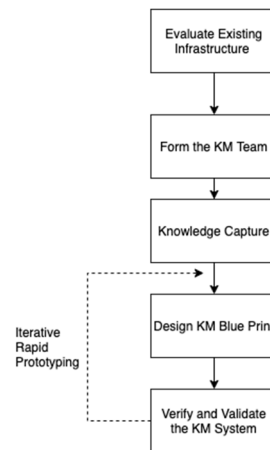 Evaluate Existing
Infrastructure
Form the KM Team
Knowledge Capture
Design KM Blue Prin
Iterative
Rapid
Prototyping
Verify and Validate
the KM System